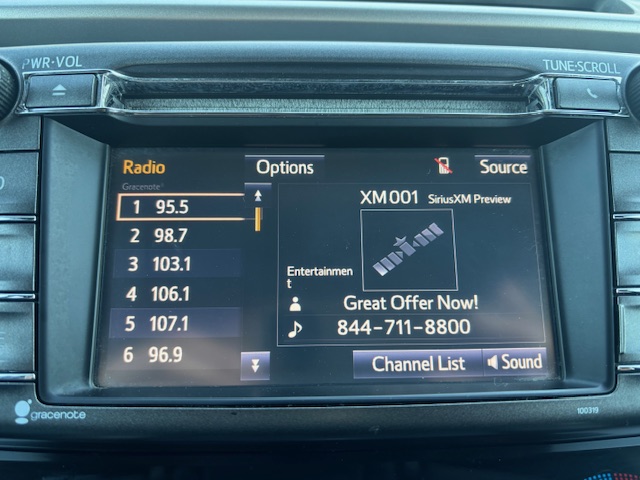 PWR·VOL
TUNE·SCROLL
Radio
Options
Source
Gracenote
XM001 SiriusXM Preview
1 95.5
2 98.7
3 103.1
4 106.1
5 107.1
6 96.9
Entertainmen
t
Great Offer Now!
844-711-8800
Channel List
Sound
gracenote
100319